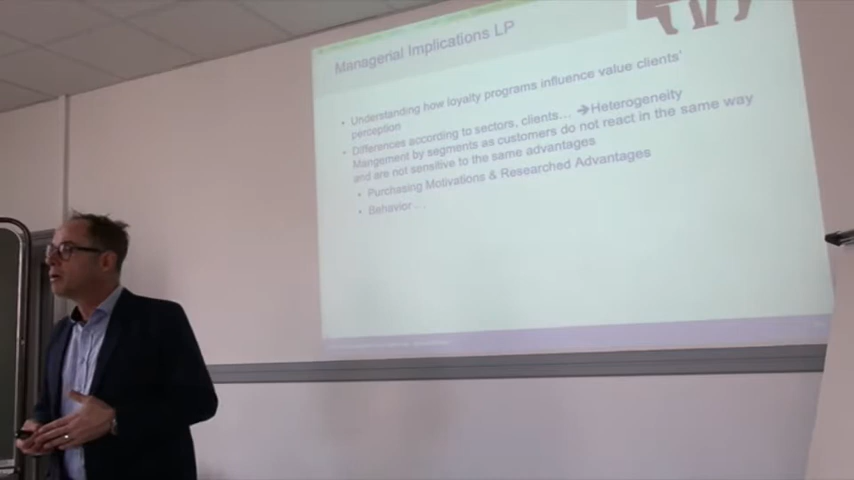 Managerial Implications LP
• Understanding how loyalty programs influence value clients'
perception
• Differences according to sectors, clients… ➔Heterogeneity
Mangement by segments as customers do not react in the same way
and are not sensitive to the same advantages
• Purchasing Motivations & Researched Advantages
• Behavior …